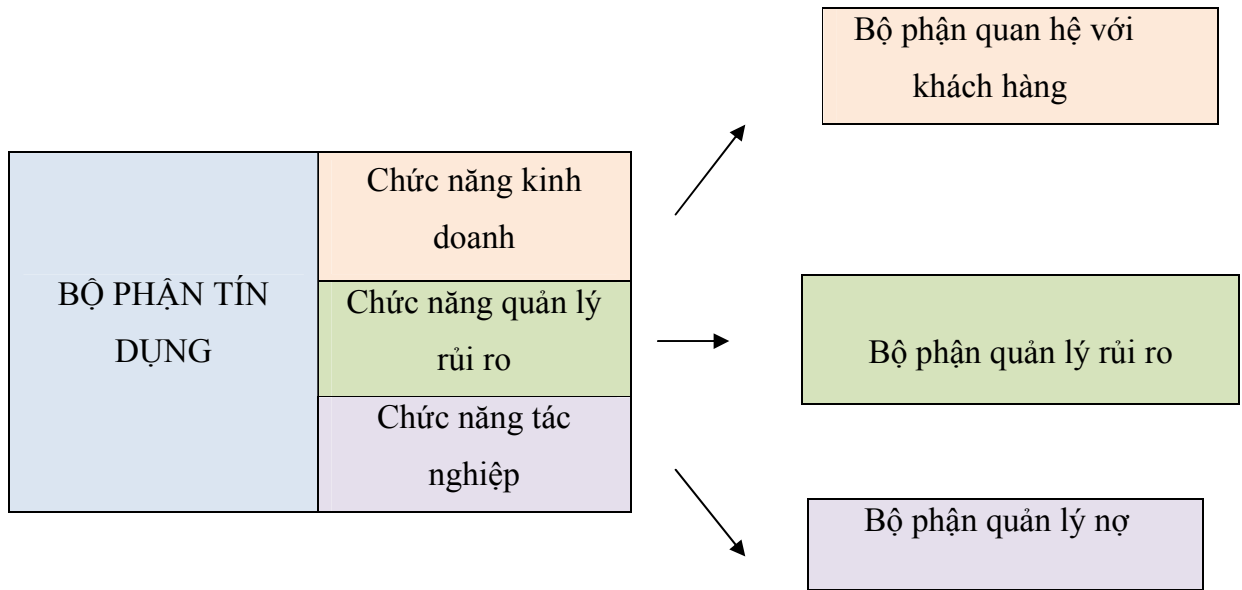 Bộ phận quan hệ với
khách hàng
BỘ PHẬN TÍN
DỤNG
Chức năng kinh
doanh
Chức năng quản lý
rủi ro
Chức năng tác
nghiệp
Bộ phận quản lý rủi ro
Bộ phận quản lý nợ